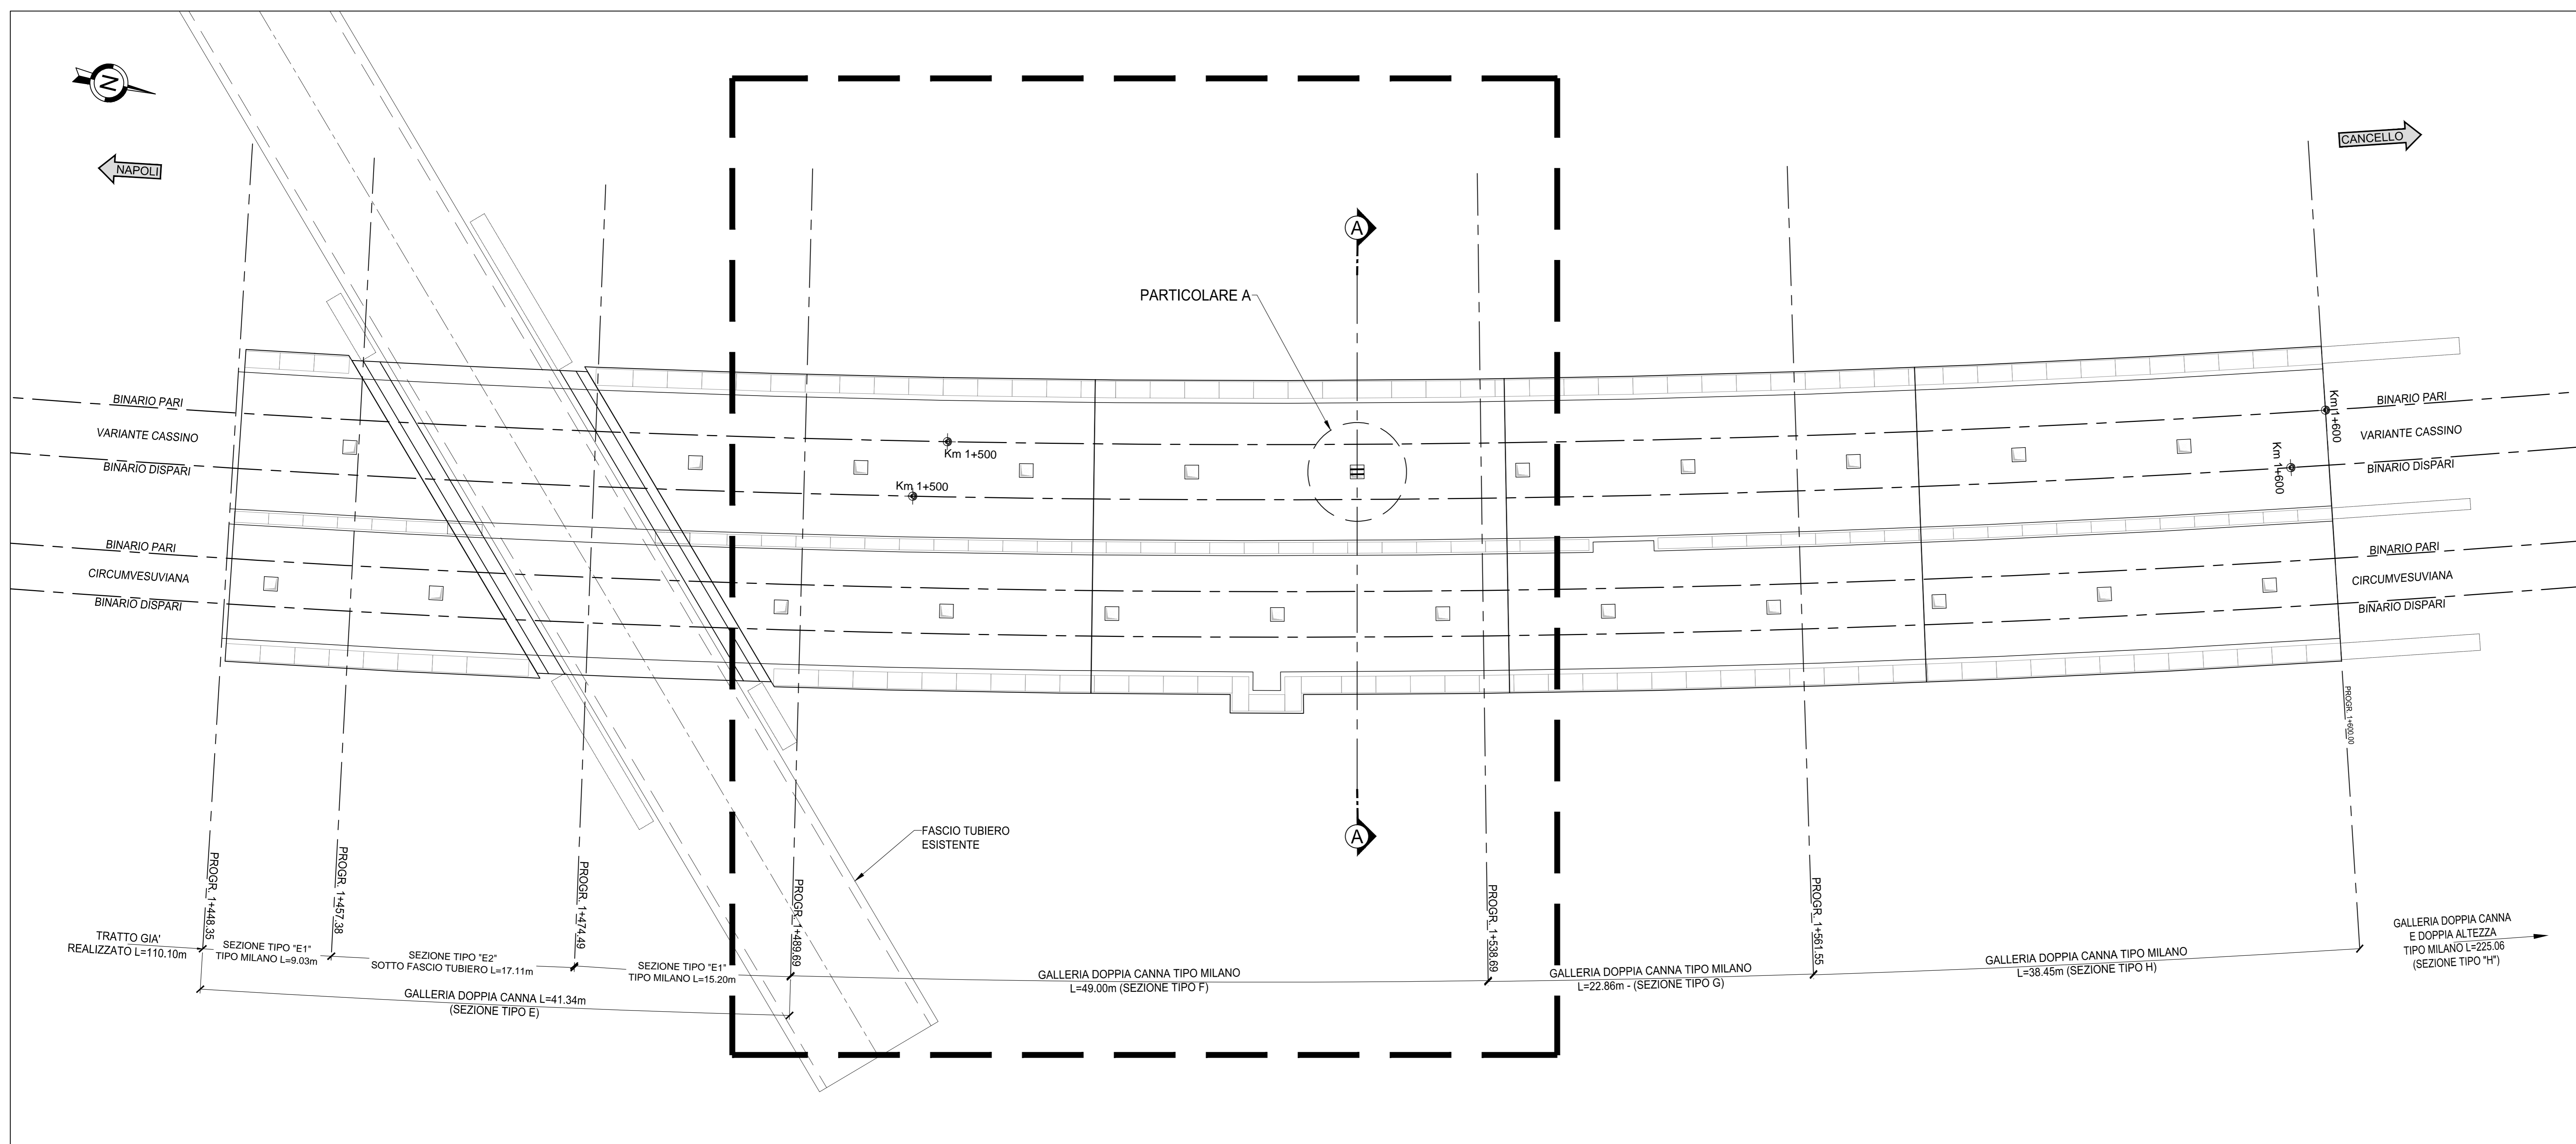 N
NAPOLI
CANCELLO
A
PARTICOLARE A
BINARIO PARI
VARIANTE CASSINO
BINARIO DISPARI
Km 1+500
Km 1+500
Km 1+600
Km 1+600
BINARIO PARI
VARIANTE CASSINO
BINARIO DISPARI
BINARIO PARI
CIRCUMVESUVIANA
BINARIO DISPARI
BINARIO PARI
CIRCUMVESUVIANA
BINARIO DISPARI
PROGR. 1+600.00
FASCIO TUBIERO
ESISTENTE
A
PROGR. 1+448.35
PROGR. 1+457.38
PROGR. 1+474.49
PROGR. 1+489.69
PROGR. 1+538.69
PROGR. 1+561.55
TRATTO GIA'
REALIZZATO L=110.10m
SEZIONE TIPO "E1"
TIPO MILANO L=9.03m
SEZIONE TIPO "E2"
SOTTO FASCIO TUBIERO L=17.11m
SEZIONE TIPO "E1"
TIPO MILANO L=15.20m
GALLERIA DOPPIA CANNA TIPO MILANO
L=49.00m (SEZIONE TIPO F)
GALLERIA DOPPIA CANNA TIPO MILANO
L=22.86m - (SEZIONE TIPO G)
GALLERIA DOPPIA CANNA TIPO MILANO
L=38.45m (SEZIONE TIPO H)
GALLERIA DOPPIA CANNA
E DOPPIA ALTEZZA
TIPO MILANO L=225.06
(SEZIONE TIPO "H")
GALLERIA DOPPIA CANNA L=41.34m
(SEZIONE TIPO E)